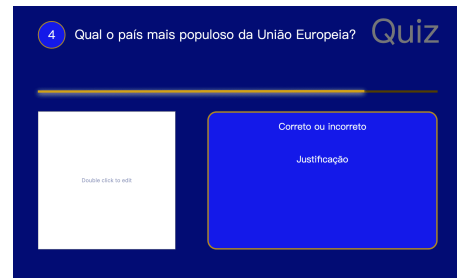 4 Qual o país mais populoso da União Europeia? Quiz
Double click to edit
Correto ou incorreto
Justificação